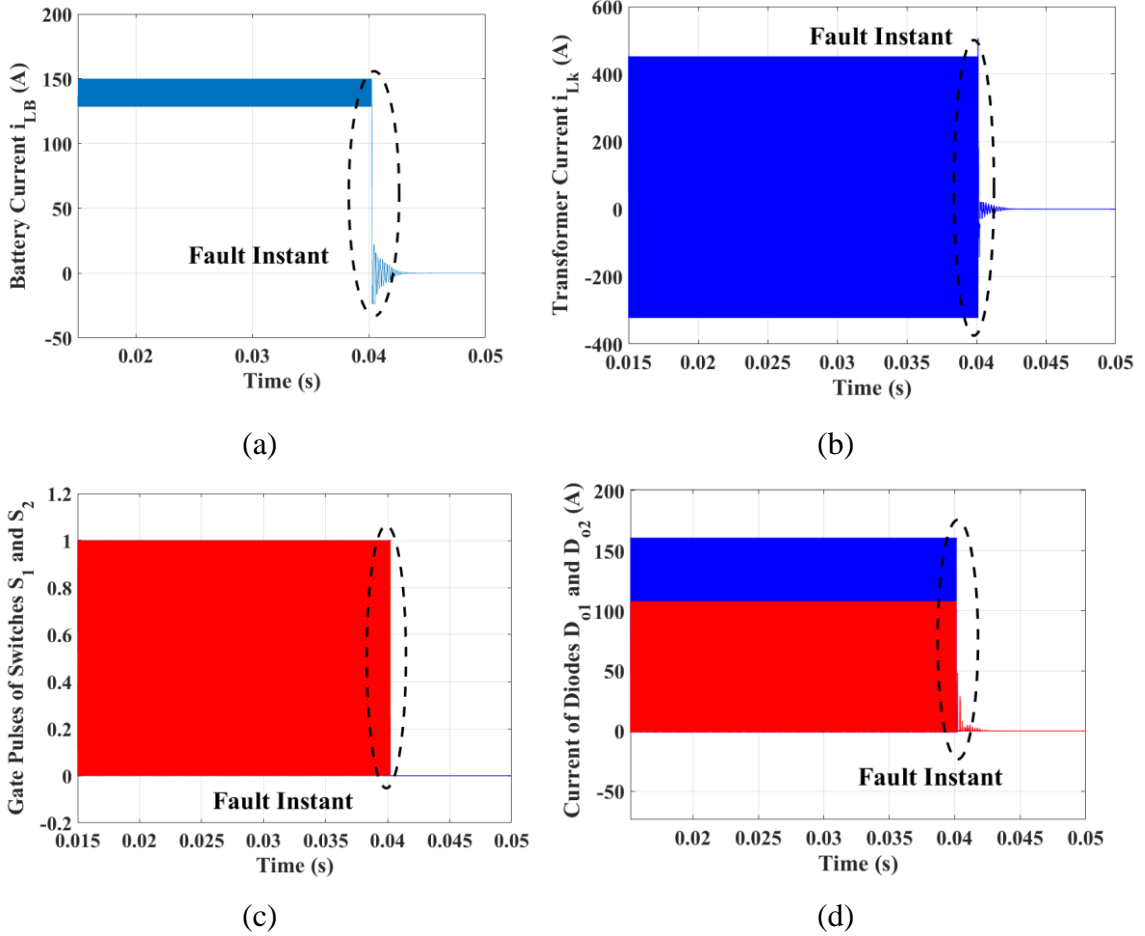 Battery Current i_LB (A)
200
150
100
50
0
-50
Fault Instant
0.02 0.03 0.04 0.05
Time (s)
(a)
Transformer Current i_Lk (A)
600
400
200
0
-200
-400
Fault Instant
0.015 0.02 0.025 0.03 0.035 0.04 0.045 0.05
Time (s)
(b)
Gate Pulses of Switches S_1 and S_2
1.2
1
0.8
0.6
0.4
0.2
0
-0.2
Fault Instant
0.015 0.02 0.025 0.03 0.035 0.04 0.045 0.05
Time (s)
(c)
Current of Diodes D_o1 and D_o2 (A)
200
150
100
50
0
-50
Fault Instant
0.02 0.025 0.03 0.035 0.04 0.045 0.05
Time (s)
(d)